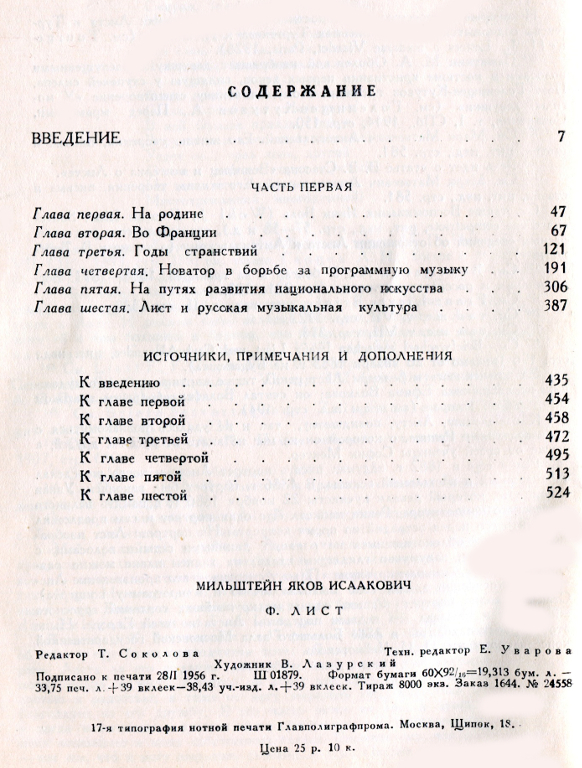 СОДЕРЖАНИЕ
ВВЕДЕНИЕ . . . . . . . . . . . 7
ЧАСТЬ ПЕРВАЯ
Глава первая. На родине . . . . . . . . . 47
Глава вторая. Во Франции . . . . . . . . . 67
Глава третья. Годы странствий . . . . . . . . 121
Глава четвертая. Новатор в борьбе за программную музыку . . 191
Глава пятая. На путях развития национального искусства . . . 306
Глава шестая. Лист и русская музыкальная культура . . . . 387
ИСТОЧНИКИ, ПРИМЕЧАНИЯ И ДОПОЛНЕНИЯ
К введению . . . . . . . . . . 435
К главе первой . . . . . . . . . 454
К главе второй . . . . . . . . . 458
К главе третьей . . . . . . . . . 472
К главе четвертой . . . . . . . . . 495
К главе пятой . . . . . . . . . 513
К главе шестой . . . . . . . . . 524
МИЛЬШТЕЙН ЯКОВ ИСААКОВИЧ
Ф. ЛИСТ
Редактор Т. Соколова Техн. редактор Е. Уварова
Художник В. Лазурский
Подписано к печати 28/I 1956 г. Ш 01879. Формат бумаги 60Х92/16=19,313 бум. л. —
33,75 печ. л.+39 вклеек—38,43 уч.-изд. л.+39 вклеек. Тираж 8000 экз. Заказ 1644. № 24558
17-я типография нотной печати Главполиграфпрома. Москва, Щипок, 18.
Цена 25 р. 10 к.